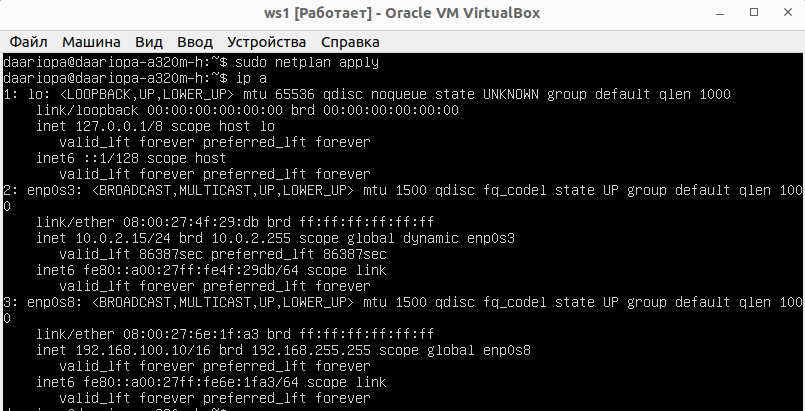 ws1 [Работает] - Oracle VM VirtualBox
Файл Машина Вид Ввод Устройства Справка
daariopa@daariopa-a320m-h:~$ sudo netplan apply
daariopa@daariopa-a320m-h:~$ ip a
1: lo: <LOOPBACK,UP,LOWER_UP> mtu 65536 qdisc noqueue state UNKNOWN group default qlen 1000
    link/loopback 00:00:00:00:00:00 brd 00:00:00:00:00:00
    inet 127.0.0.1/8 scope host lo
       valid_lft forever preferred_lft forever
    inet6 ::1/128 scope host
       valid_lft forever preferred_lft forever
2: enp0s3: <BROADCAST,MULTICAST,UP,LOWER_UP> mtu 1500 qdisc fq_codel state UP group default qlen 100
0
    link/ether 08:00:27:4f:29:db brd ff:ff:ff:ff:ff:ff
    inet 10.0.2.15/24 brd 10.0.2.255 scope global dynamic enp0s3
       valid_lft 86387sec preferred_lft 86387sec
    inet6 fe80::a00:27ff:fe4f:29db/64 scope link
       valid_lft forever preferred_lft forever
3: enp0s8: <BROADCAST,MULTICAST,UP,LOWER_UP> mtu 1500 qdisc fq_codel state UP group default qlen 100
0
    link/ether 08:00:27:6e:1f:a3 brd ff:ff:ff:ff:ff:ff
    inet 192.168.100.10/16 brd 192.168.255.255 scope global enp0s8
       valid_lft forever preferred_lft forever
    inet6 fe80::a00:27ff:fe6e:1fa3/64 scope link
       valid_lft forever preferred_lft forever